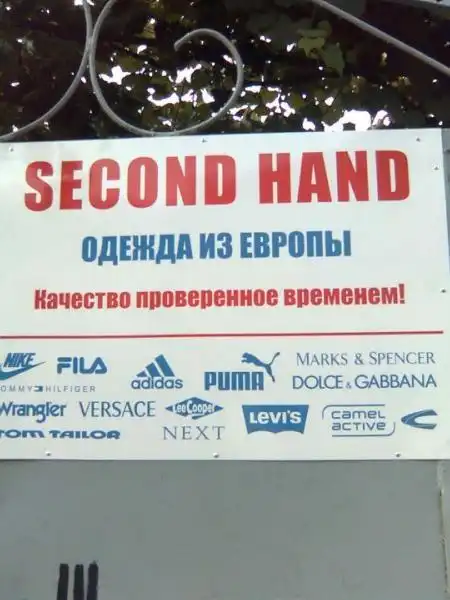 SECOND HAND
ОДЕЖДА ИЗ ЕВРОПЫ
Качество проверенное временем!
NIKE FILA adidas PUMA MARKS & SPENCER
OMMY HILFIGER DOLCE & GABBANA
Wrangler VERSACE Lee Cooper LEVI'S camel active
TOM TAILOR NEXT